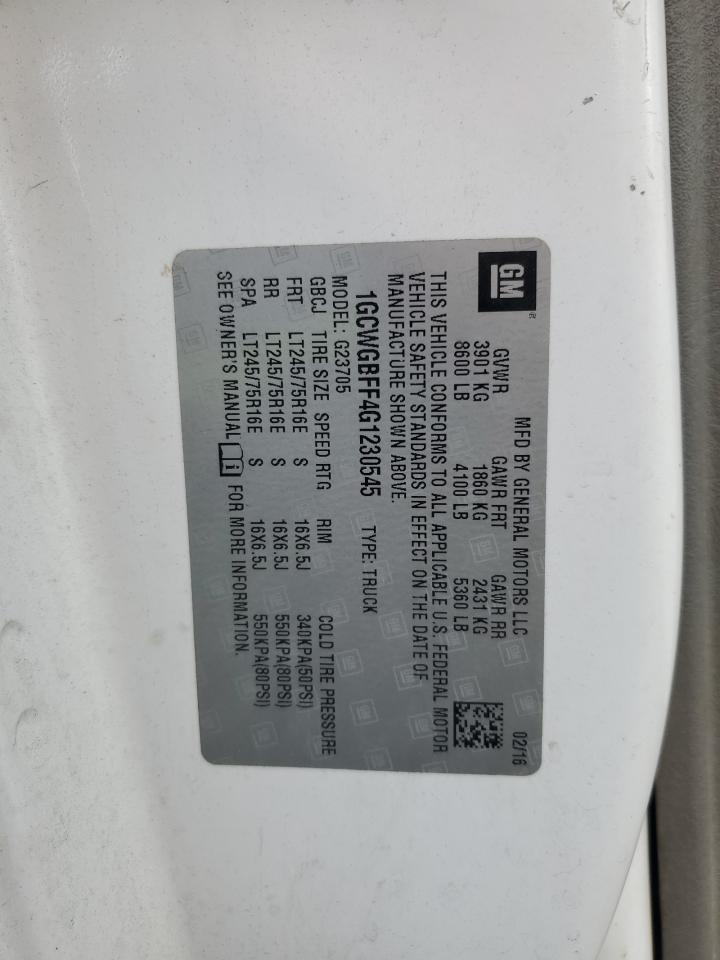 GM
MFD BY GENERAL MOTORS LLC 02/16
GVWR GAWR FRT GAWR RR
3901 KG 1860 KG 2431 KG
8600 LB 4100 LB 5360 LB
THIS VEHICLE CONFORMS TO ALL APPLICABLE U.S. FEDERAL MOTOR
VEHICLE SAFETY STANDARDS IN EFFECT ON THE DATE OF
MANUFACTURE SHOWN ABOVE.
1GCWGBFF4G1230545 TYPE: TRUCK
MODEL: G23705
GBCJ TIRE SIZE SPEED RTG RIM COLD TIRE PRESSURE
FRT LT245/75R16E S 16X6.5J 340KPA(50PSI)
RR LT245/75R16E S 16X6.5J 550KPA(80PSI)
SPA LT245/75R16E S 16X6.5J 550KPA(80PSI)
SEE OWNER'S MANUAL FOR MORE INFORMATION.